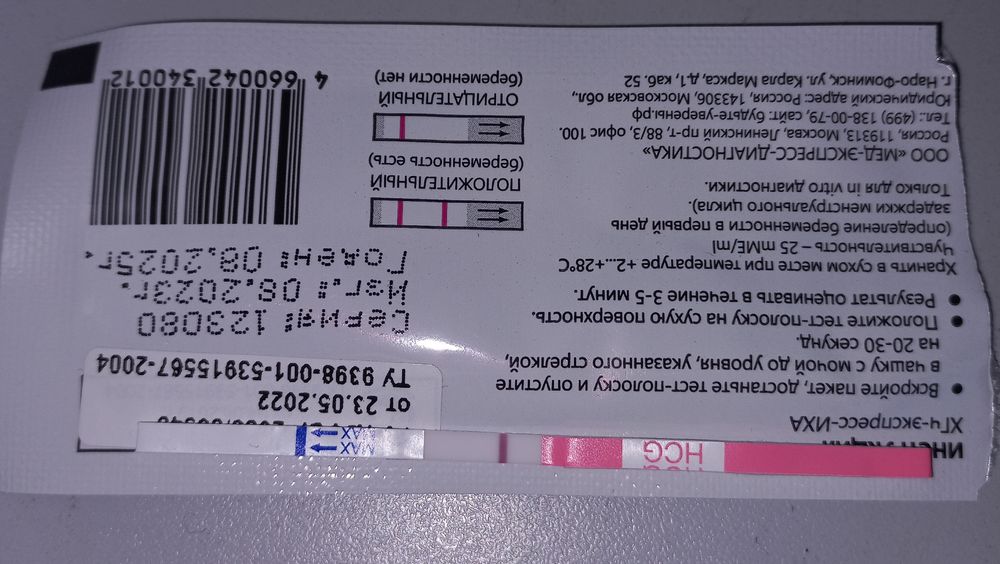 HCG
MAX
MAX
ХГч-экспресс-ИХА
• Вскройте пакет, достаньте тест-полоску и опустите
в чашку с мочой до уровня, указанного стрелкой,
на 20-30 секунд.
• Положите тест-полоску на сухую поверхность.
• Результат оценивать в течение 3-5 минут.
Хранить в сухом месте при температуре +2...+28°С
Чувствительность – 25 mME/ml
(определение беременности в первый день
задержки менструального цикла).
Только для in vitro диагностики.
ООО «МЕД-ЭКСПРЕСС-ДИАГНОСТИКА»
Россия, 119313, Москва, Ленинский пр-т, 88/3, офис 100.
Тел.: (499) 138-00-79, сайт: будьте-уверены.рф
Юридический адрес: Россия, 143306, Московская обл.,
г. Наро-Фоминск, ул. Карла Маркса, д.1, каб. 52
от 23.05.2022
ТУ 9398-001-53915567-2004
Серия: 123080
Изг.: 08.2023г.
Годен: 08.2025г.
ПОЛОЖИТЕЛЬНЫЙ
(беременность есть)
ОТРИЦАТЕЛЬНЫЙ
(беременности нет)
4 660042 340012